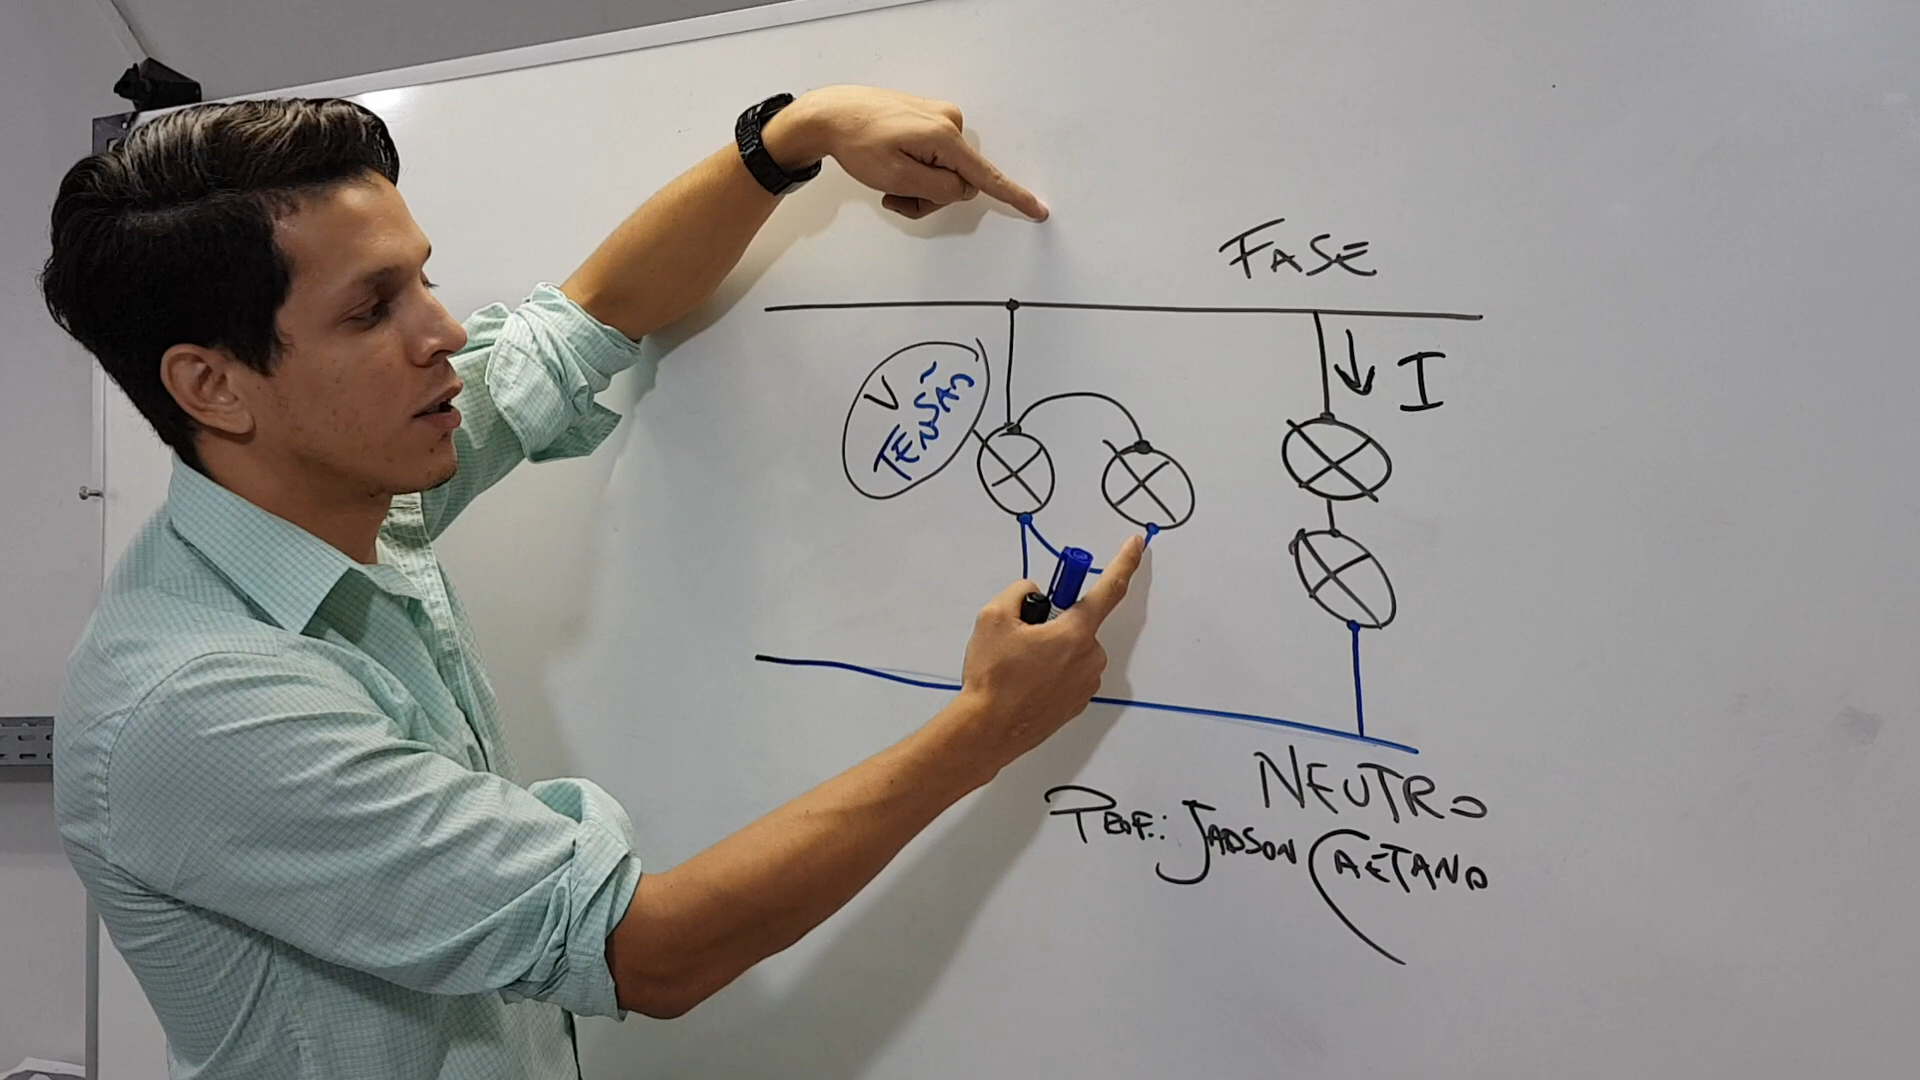 FASE
I
V
TENSÃO
NEUTRO
PROF.: JADSON CAETANO